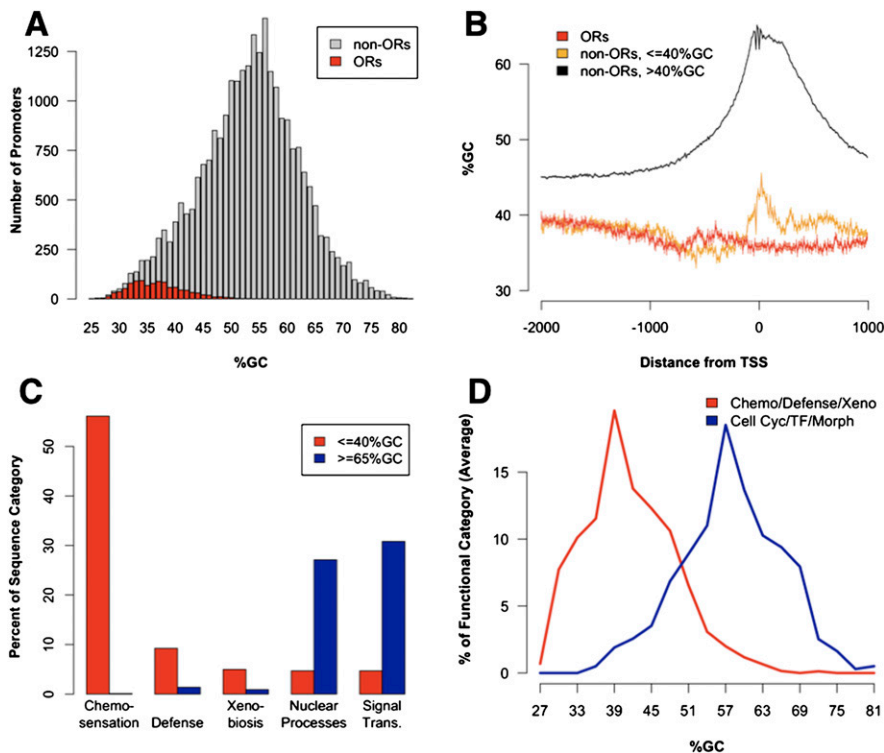 A
non-ORs
ORs
Number of Promoters
1250
1000
750
500
250
0
25 30 35 40 45 50 55 60 65 70 75 80
%GC
B
ORs
non-ORs, <=40%GC
non-ORs, >40%GC
%GC
60
50
40
30
-2000 -1000 0 1000
Distance from TSS
C
<=40%GC
>=65%GC
Percent of Sequence Category
50
40
30
20
10
0
Chemo-
sensation
Defense
Xeno-
biosis
Nuclear
Processes
Signal
Trans.
D
Chemo/Defense/Xeno
Cell Cyc/TF/Morph
% of Functional Category (Average)
15
10
5
0
27 33 39 45 51 57 63 69 75 81
%GC